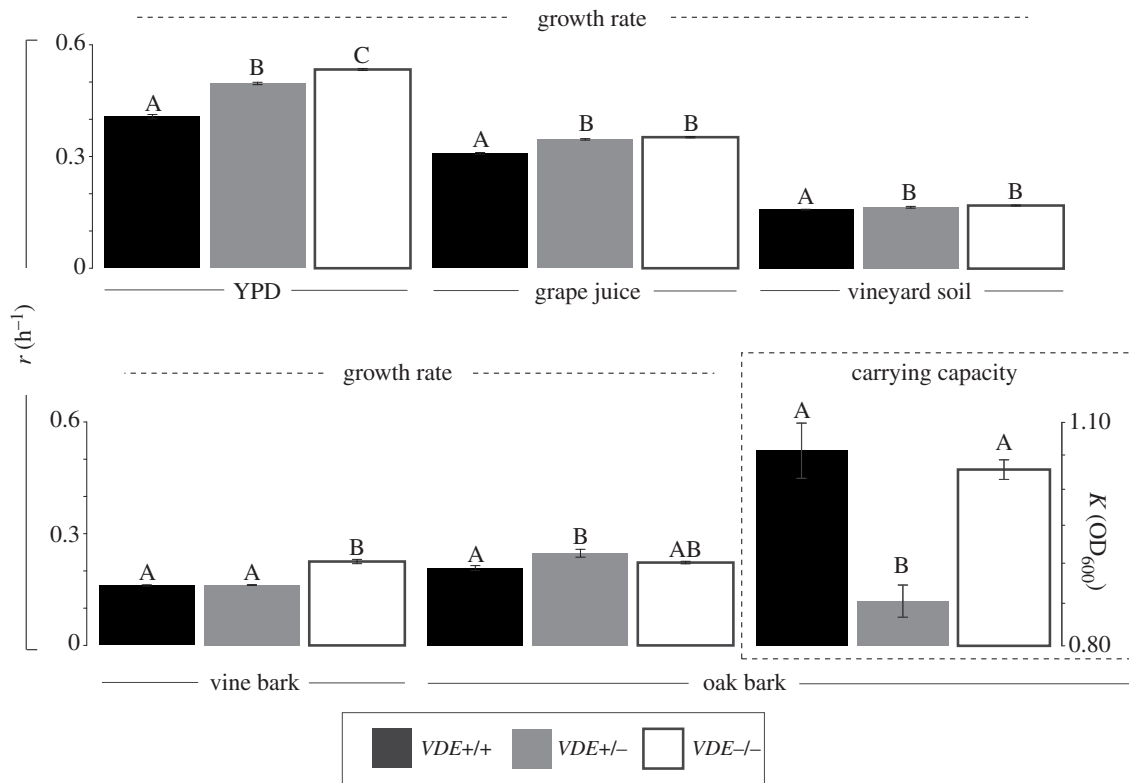 growth rate
0.6
0.3
0
A B C
A B B
A B B
YPD
grape juice
vineyard soil
r (h⁻¹)
growth rate
carrying capacity
0.6
0.3
0
A A B
A B AB
A B A
1.10
0.80
K (OD₆₀₀)
vine bark
oak bark
VDE+/+ VDE+/– VDE–/–